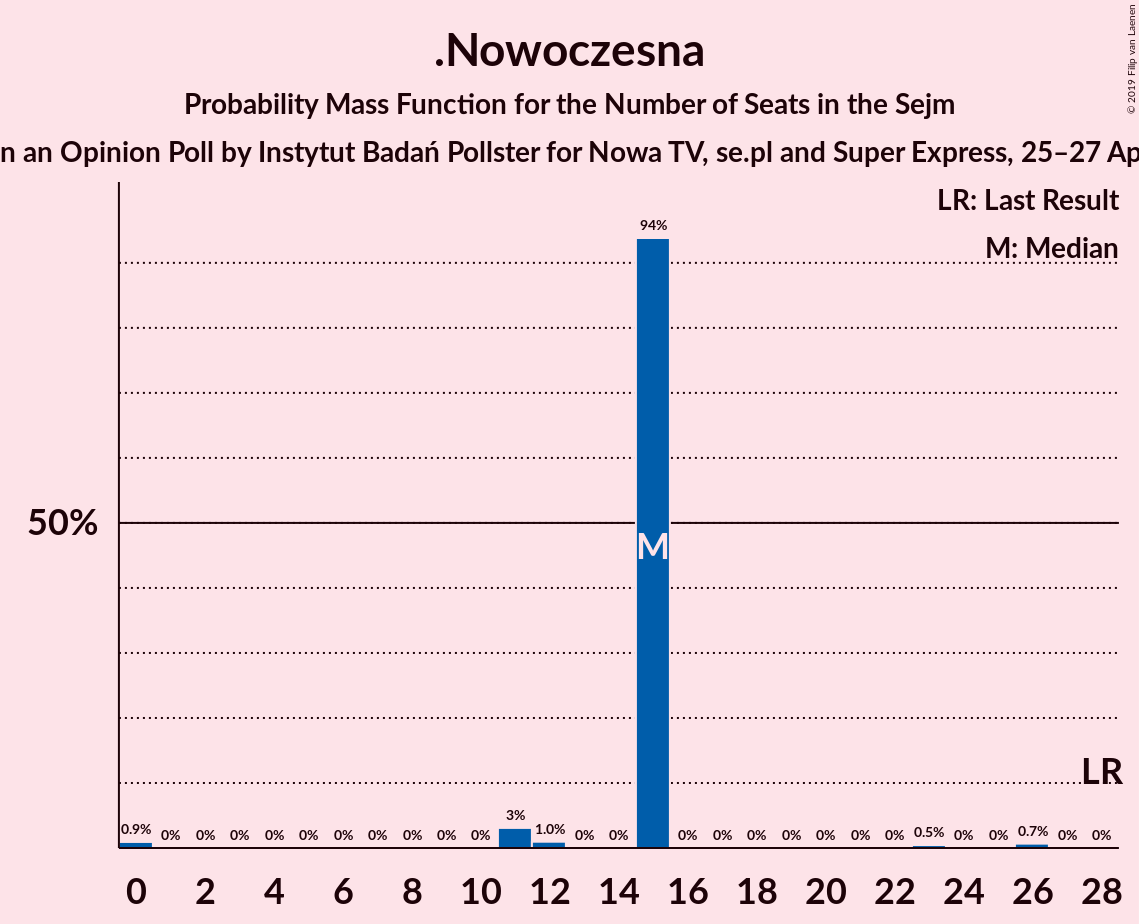 .Nowoczesna
Probability Mass Function for the Number of Seats in the Sejm
n an Opinion Poll by Instytut Badań Pollster for Nowa TV, se.pl and Super Express, 25–27 Ap
© 2019 Filip van Laenen
LR: Last Result
M: Median
50%
0.9% 0% 0% 0% 0% 0% 0% 0% 0% 0% 0% 3% 1.0% 0% 0% 94% 0% 0% 0% 0% 0% 0% 0% 0.5% 0% 0% 0.7% 0% 0%
M
LR
0 2 4 6 8 10 12 14 16 18 20 22 24 26 28